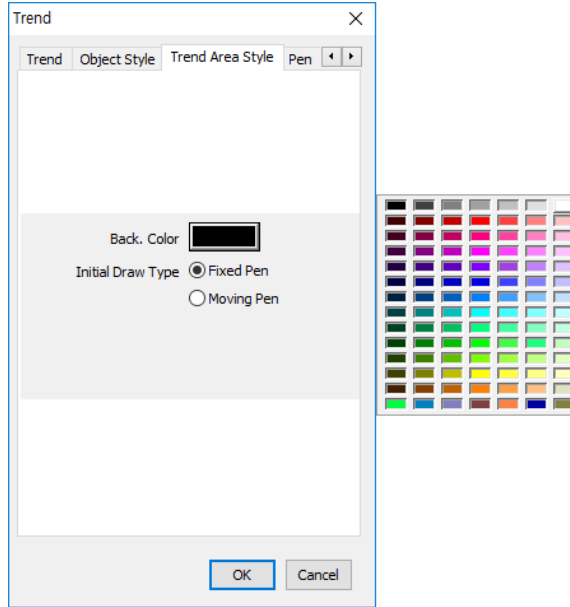 Trend
Trend Object Style Trend Area Style Pen
Back. Color
Initial Draw Type Fixed Pen
Moving Pen
OK Cancel